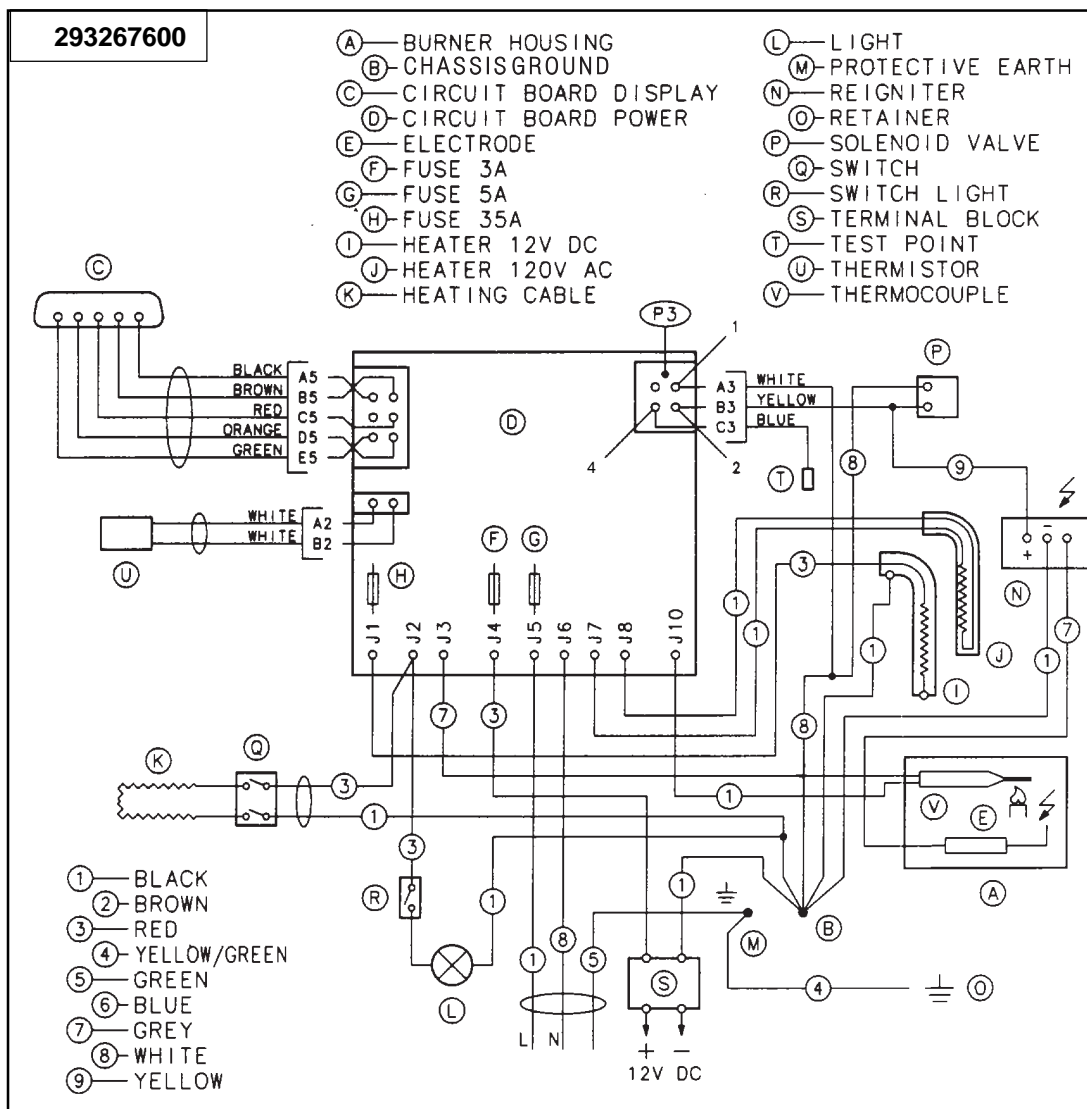 293267600
A BURNER HOUSING
B CHASSISGROUND
C CIRCUIT BOARD DISPLAY
D CIRCUIT BOARD POWER
E ELECTRODE
F FUSE 3A
G FUSE 5A
H FUSE 35A
I HEATER 12V DC
J HEATER 120V AC
K HEATING CABLE
L LIGHT
M PROTECTIVE EARTH
N REIGNITER
O RETAINER
P SOLENOID VALVE
Q SWITCH
R SWITCH LIGHT
S TERMINAL BLOCK
T TEST POINT
U THERMISTOR
V THERMOCOUPLE
C
BLACK A5
BROWN B5
RED C5
ORANGE D5
GREEN E5
WHITE A2
WHITE B2
U
D
P3
1
4
2
A3 WHITE
B3 YELLOW
C3 BLUE
T
P
8
9
- +
N
F G H
J1 J2 J3 J4 J5 J6 J7 J8 J10
3
1
1
1
J
I
7
1
7
3
8
K
Q
3
1
1
V
E
A
3
R
L
1
1
8
5
L N
1
M
B
S
4
O
+ -
12V DC
1 BLACK
2 BROWN
3 RED
4 YELLOW/GREEN
5 GREEN
6 BLUE
7 GREY
8 WHITE
9 YELLOW